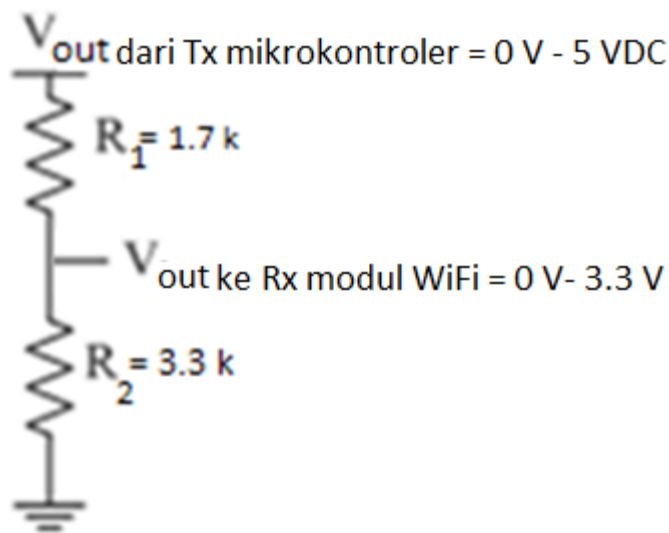 Vout dari Tx mikrokontroler = 0 V - 5 VDC
R1= 1.7 k
Vout ke Rx modul WiFi = 0 V- 3.3 V
R2= 3.3 k